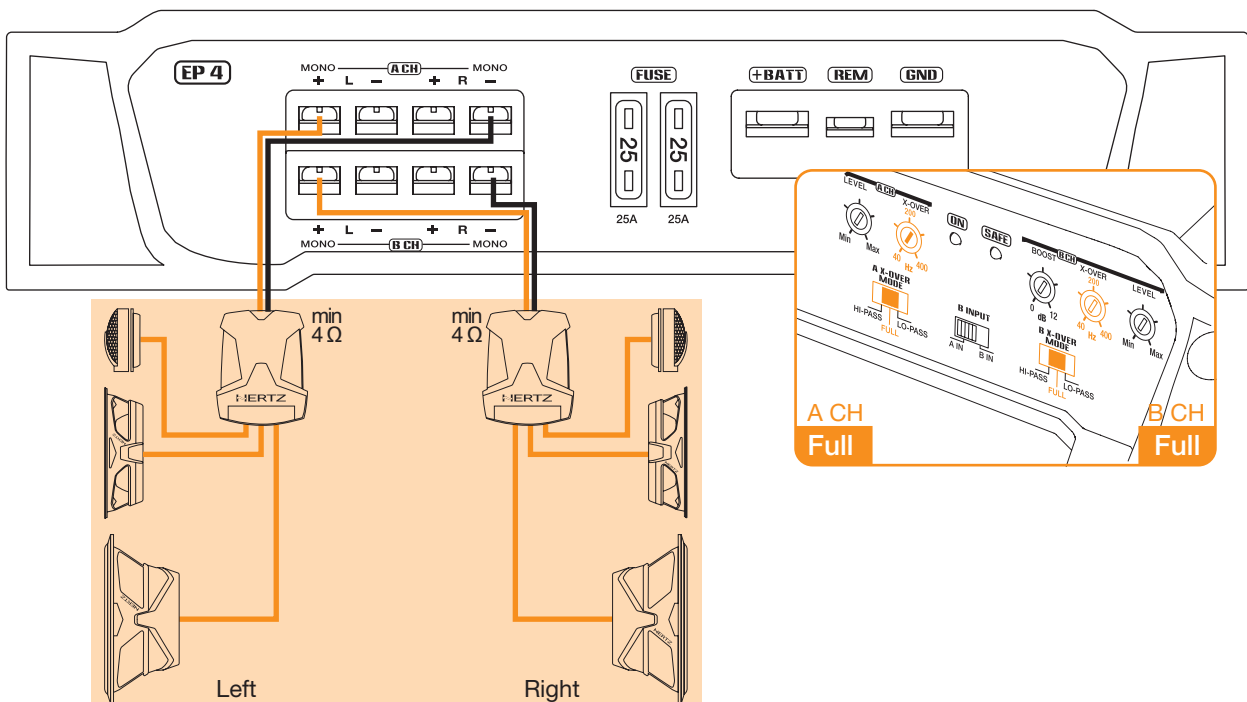 EP 4
MONO A CH MONO
+ L - + R -
FUSE
25
25
25A 25A
+BATT REM GND
+ L - + R -
MONO B CH MONO
LEVEL A CH X-OVER
200
Min Max
40 Hz 400
ON
SAFE
A X-OVER
MODE
HI-PASS LO-PASS
FULL
B INPUT
A IN B IN
BOOST B CH X-OVER
200
LEVEL
0 dB 12
40 Hz 400
Min Max
B X-OVER
MODE
HI-PASS LO-PASS
FULL
A CH
Full
B CH
Full
min
4 Ω
min
4 Ω
HERTZ
HERTZ
HERTZ
HERTZ
Left
Right